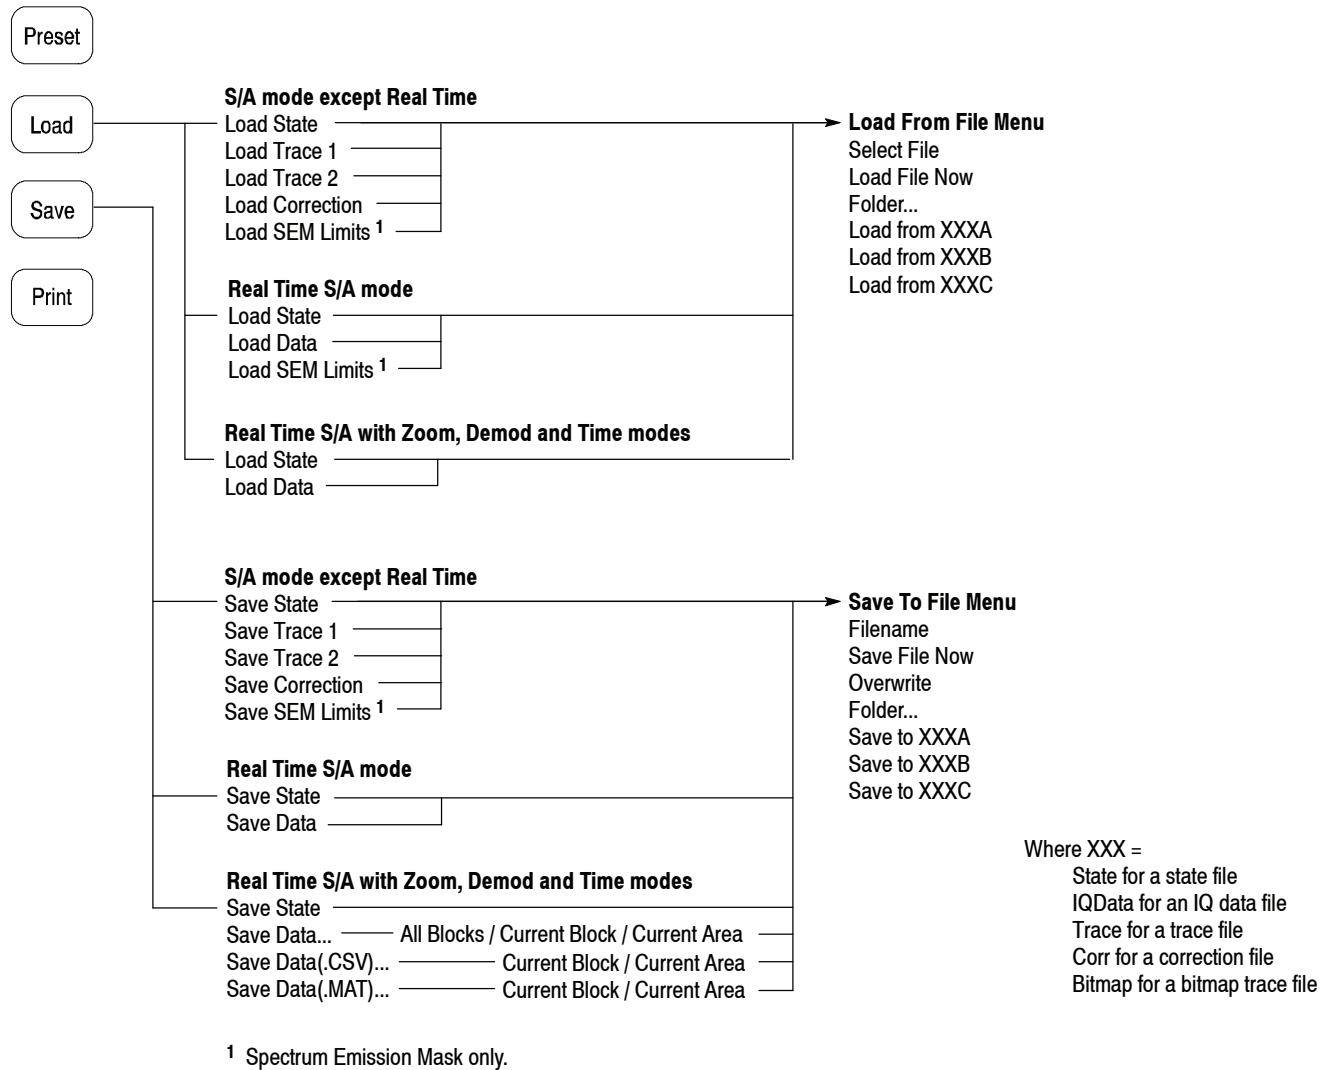 Preset
Load
Save
Print
S/A mode except Real Time
Load State
Load Trace 1
Load Trace 2
Load Correction
Load SEM Limits 1
Real Time S/A mode
Load State
Load Data
Load SEM Limits 1
Real Time S/A with Zoom, Demod and Time modes
Load State
Load Data
Load From File Menu
Select File
Load File Now
Folder...
Load from XXXA
Load from XXXB
Load from XXXC
S/A mode except Real Time
Save State
Save Trace 1
Save Trace 2
Save Correction
Save SEM Limits 1
Real Time S/A mode
Save State
Save Data
Real Time S/A with Zoom, Demod and Time modes
Save State
Save Data... All Blocks / Current Block / Current Area
Save Data(.CSV)... Current Block / Current Area
Save Data(.MAT)... Current Block / Current Area
Save To File Menu
Filename
Save File Now
Overwrite
Folder...
Save to XXXA
Save to XXXB
Save to XXXC
Where XXX =
State for a state file
IQData for an IQ data file
Trace for a trace file
Corr for a correction file
Bitmap for a bitmap trace file
1 Spectrum Emission Mask only.